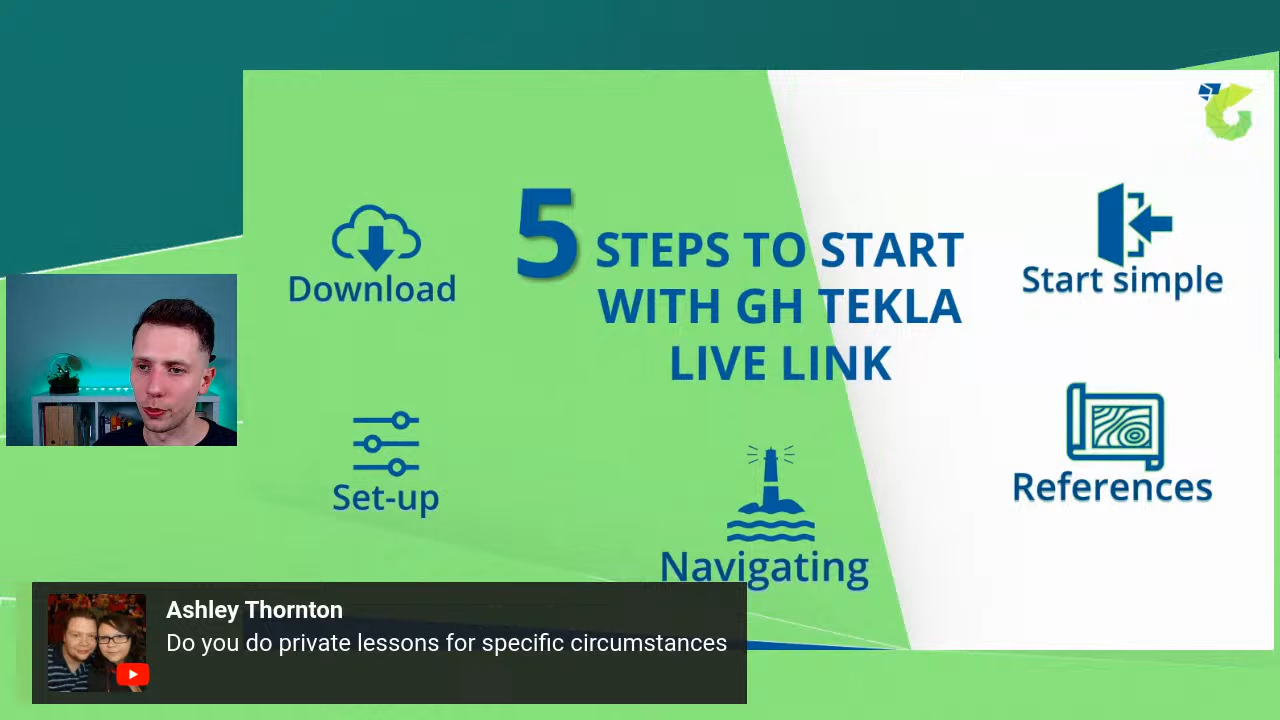 5 STEPS TO START
WITH GH TEKLA
LIVE LINK
Download
Set-up
Navigating
Start simple
References
Ashley Thornton
Do you do private lessons for specific circumstances